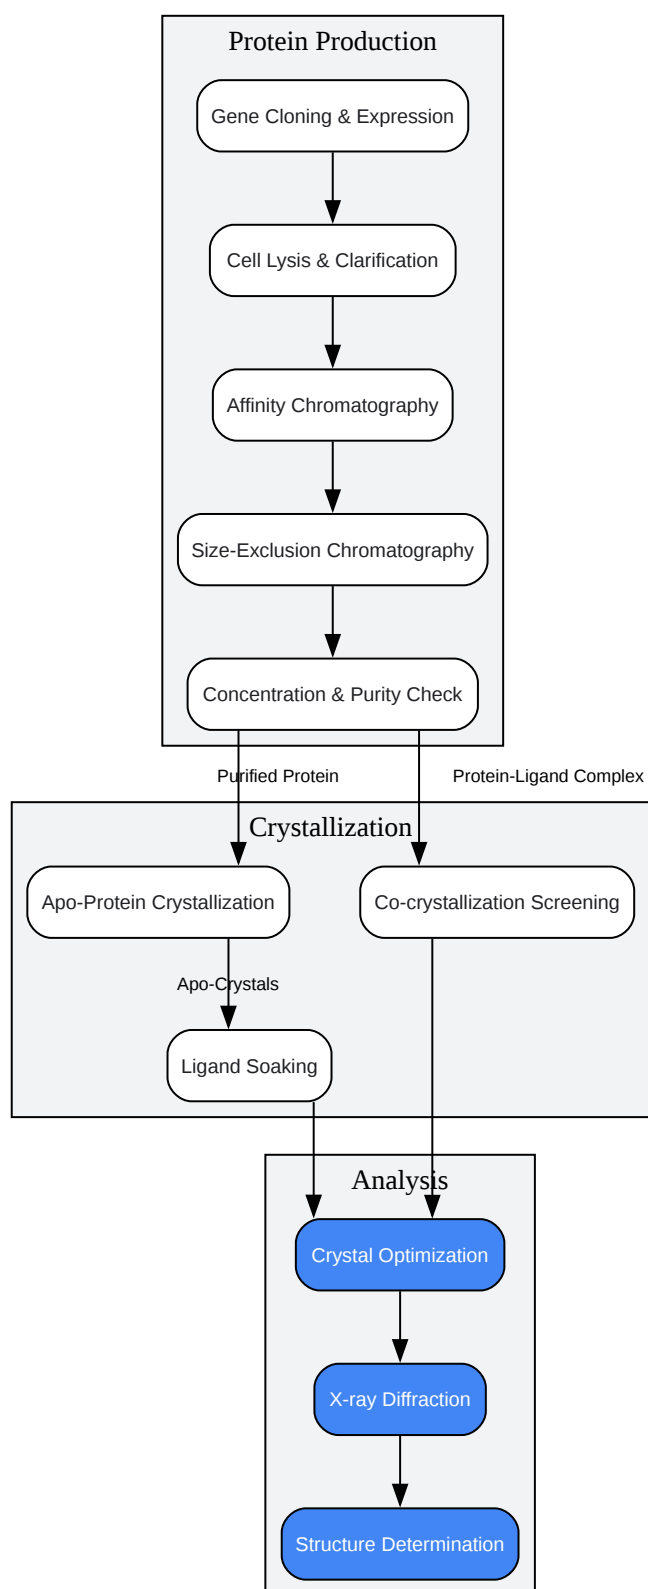 Protein Production
Gene Cloning & Expression
Cell Lysis & Clarification
Affinity Chromatography
Size-Exclusion Chromatography
Concentration & Purity Check
Purified Protein
Protein-Ligand Complex
Crystallization
Apo-Protein Crystallization
Co-crystallization Screening
Apo-Crystals
Ligand Soaking
Analysis
Crystal Optimization
X-ray Diffraction
Structure Determination